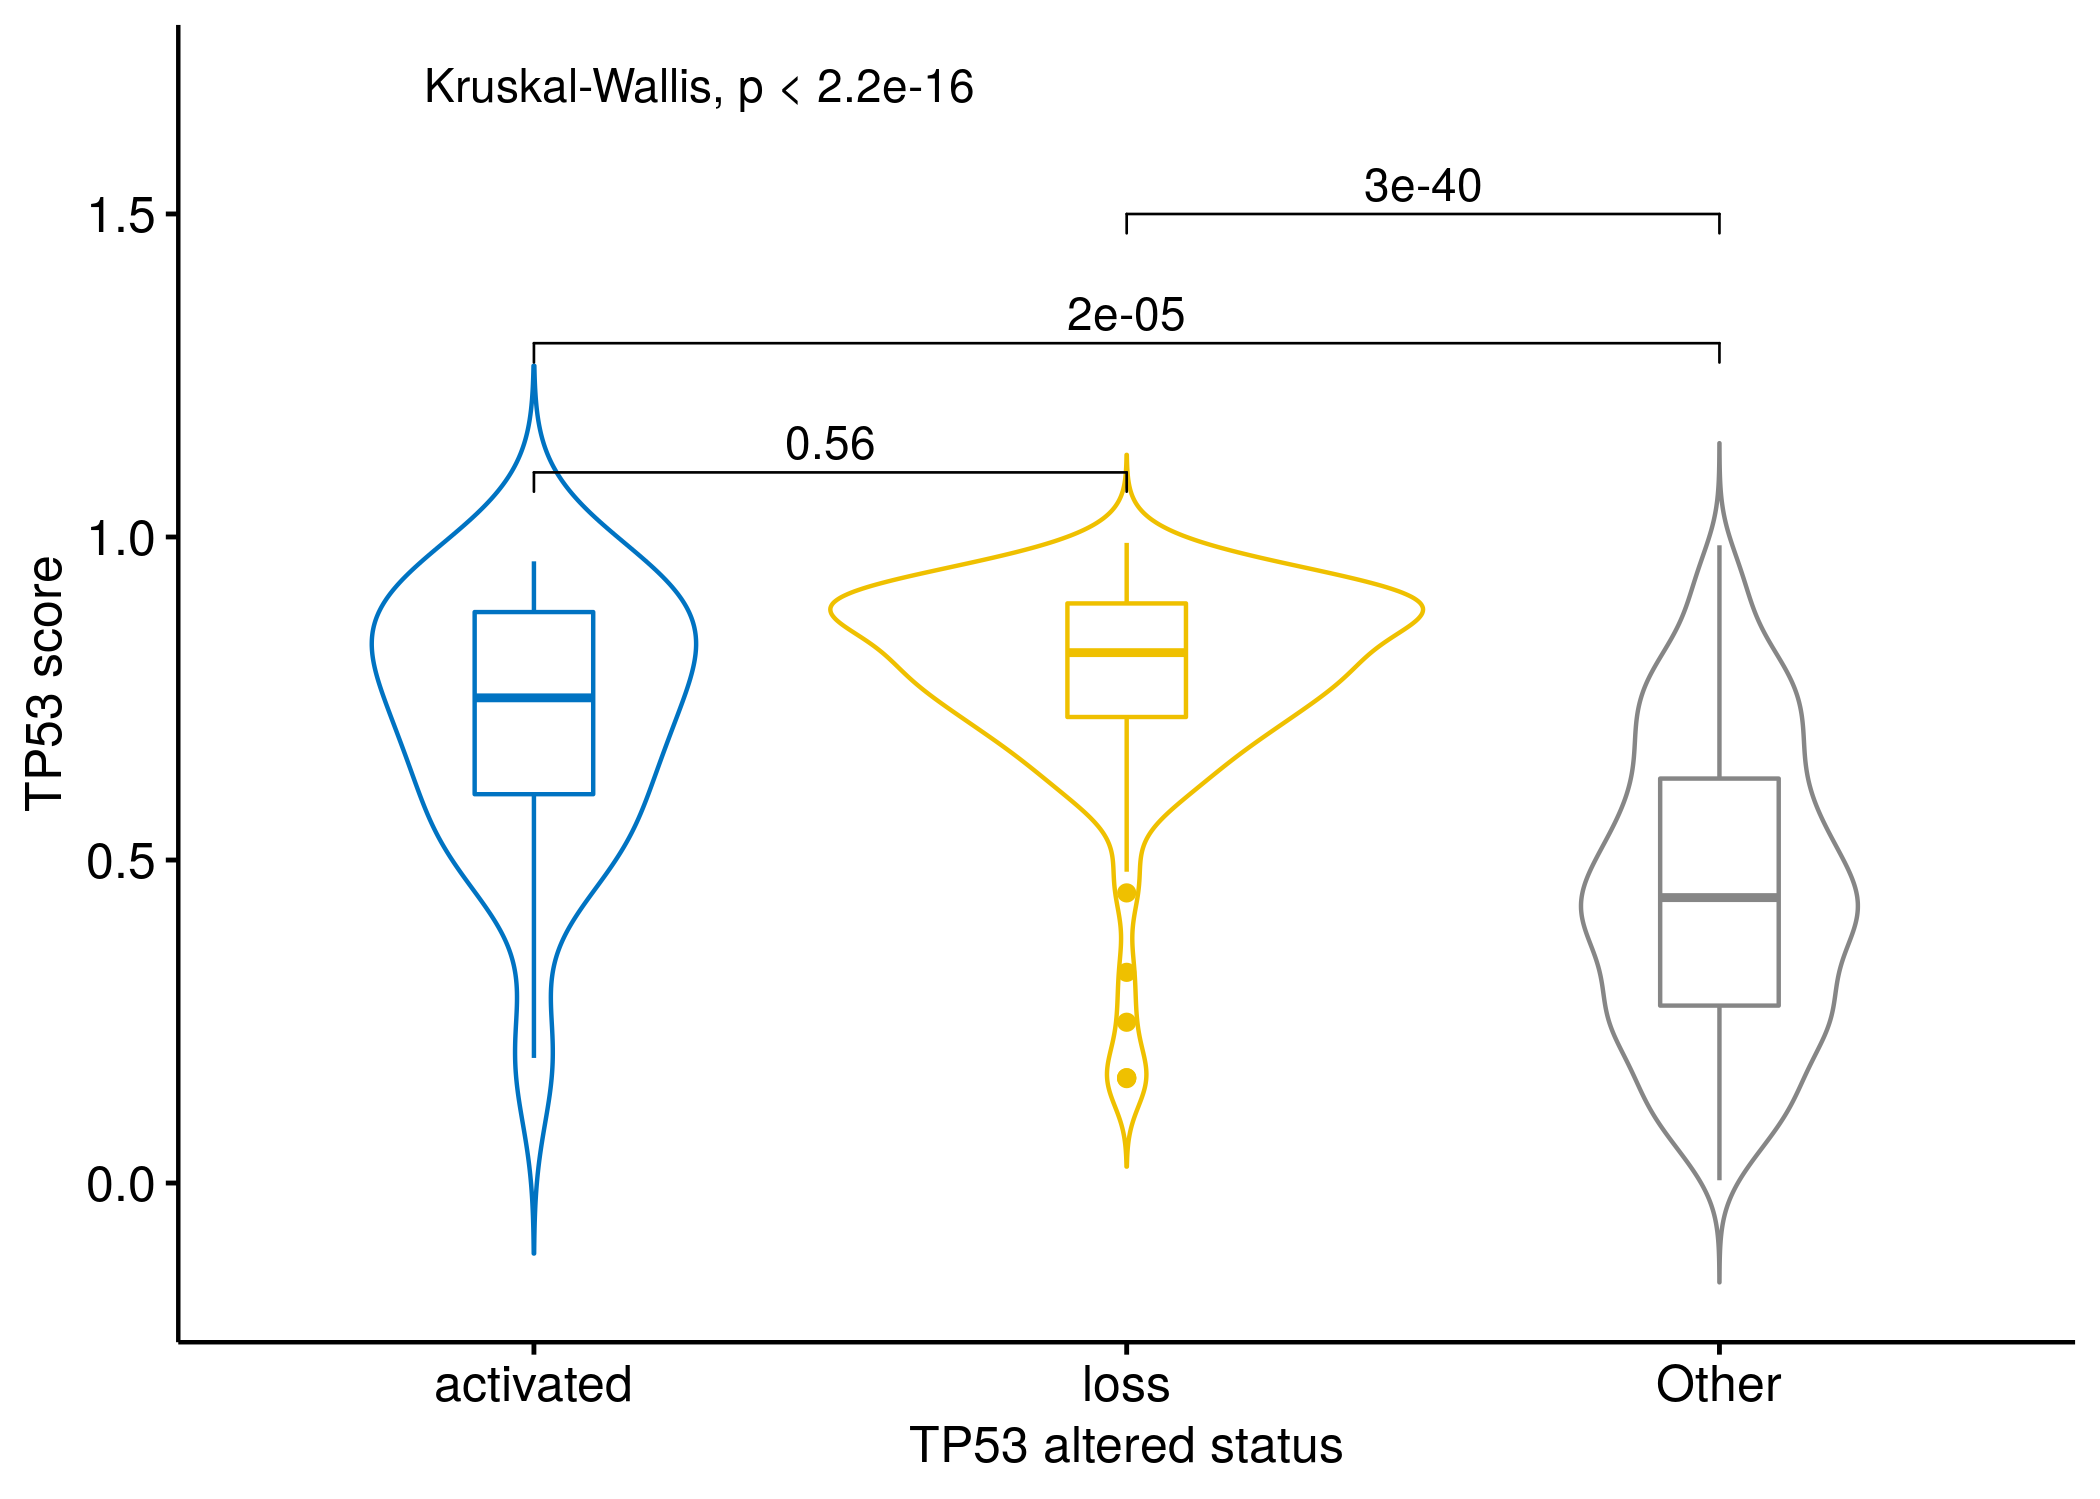 Kruskal-Wallis, p < 2.2e-16
3e-40
2e-05
0.56
1.5
1.0
0.5
0.0
TP53 score
activated
loss
Other
TP53 altered status